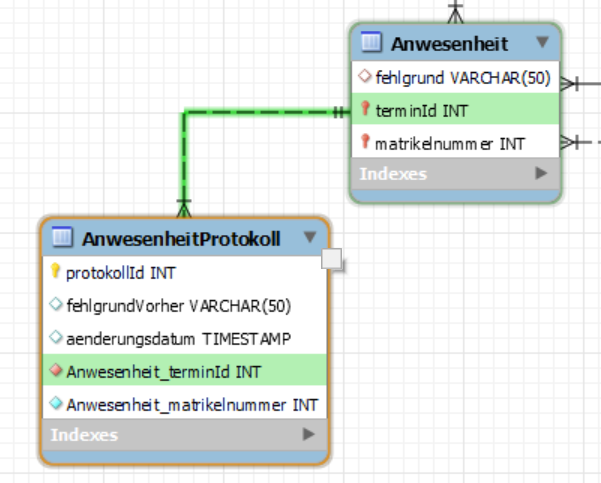 Anwesenheit
fehlgrund VARCHAR(50)
terminId INT
matrikelnummer INT
Indexes
AnwesenheitProtokoll
protokollId INT
fehlgrundVorher VARCHAR(50)
aenderungsdatum TIMESTAMP
Anwesenheit_terminId INT
Anwesenheit_matrikelnummer INT
Indexes